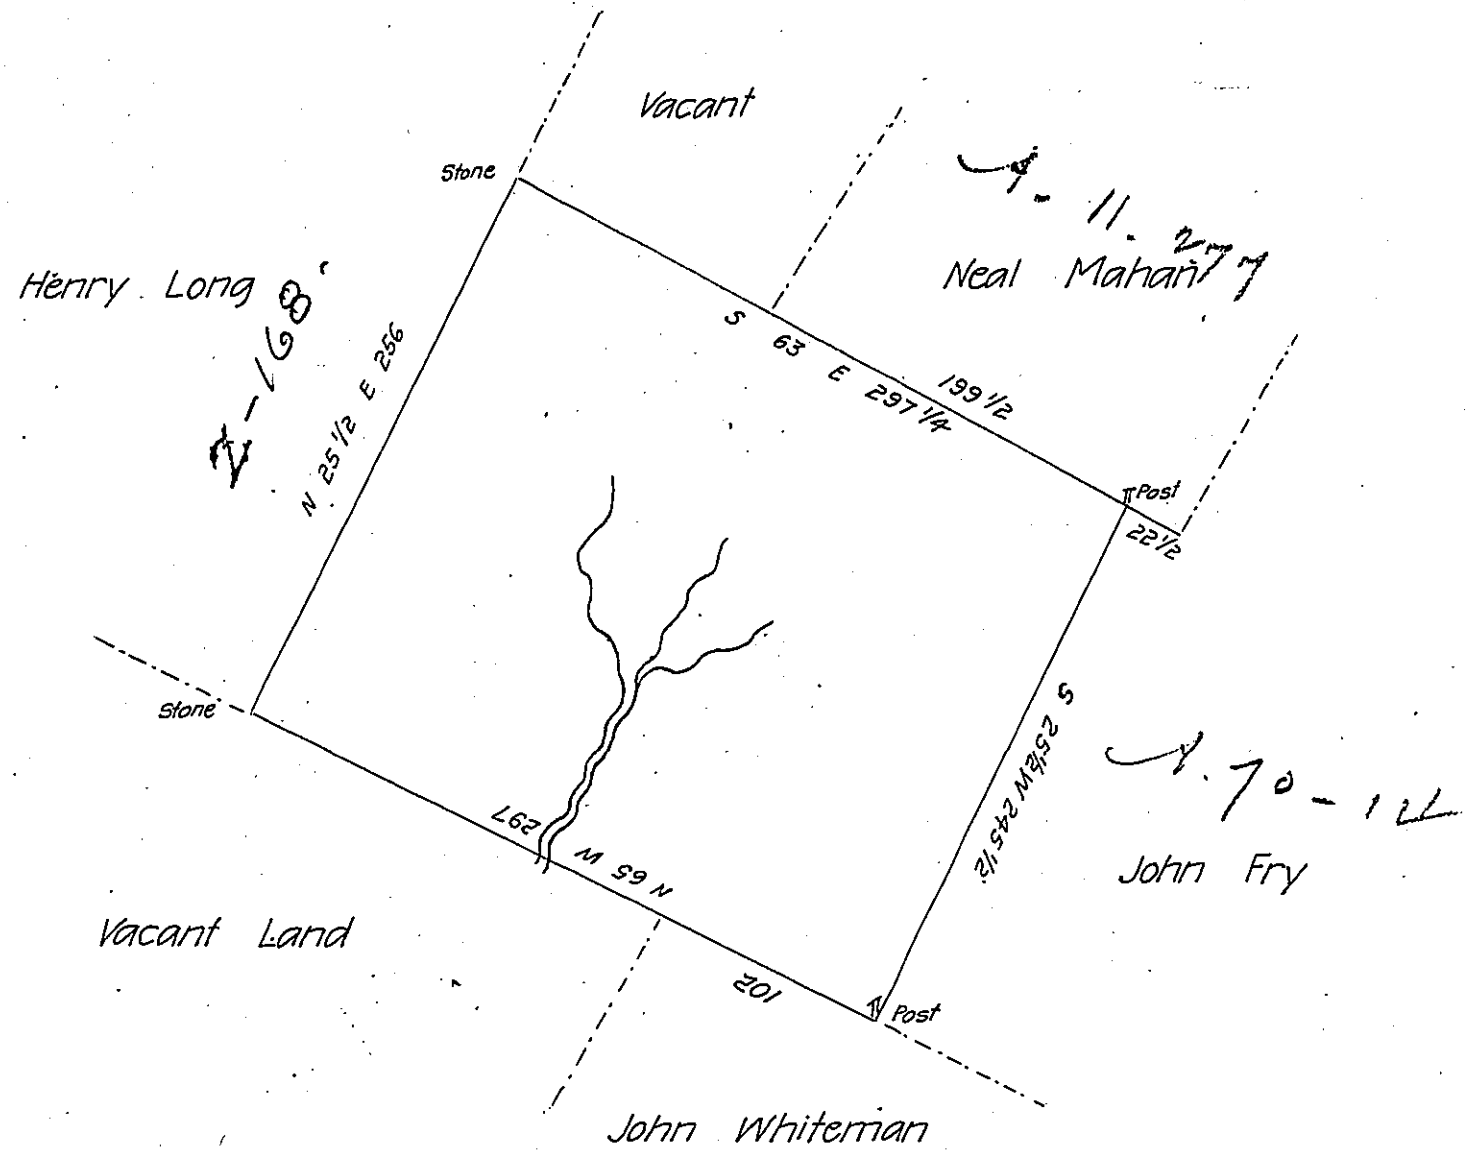 Vacant
Stone
Neal Mahan
Henry Long
Z-168
N 25 1/2 E 256
S 63 E 297 1/4
199 1/2
Post
22 1/2
Stone
S 25 1/2 W 245 1/2
297
N 65 W
John Fry
Vacant Land
201
Post
John Whiteman